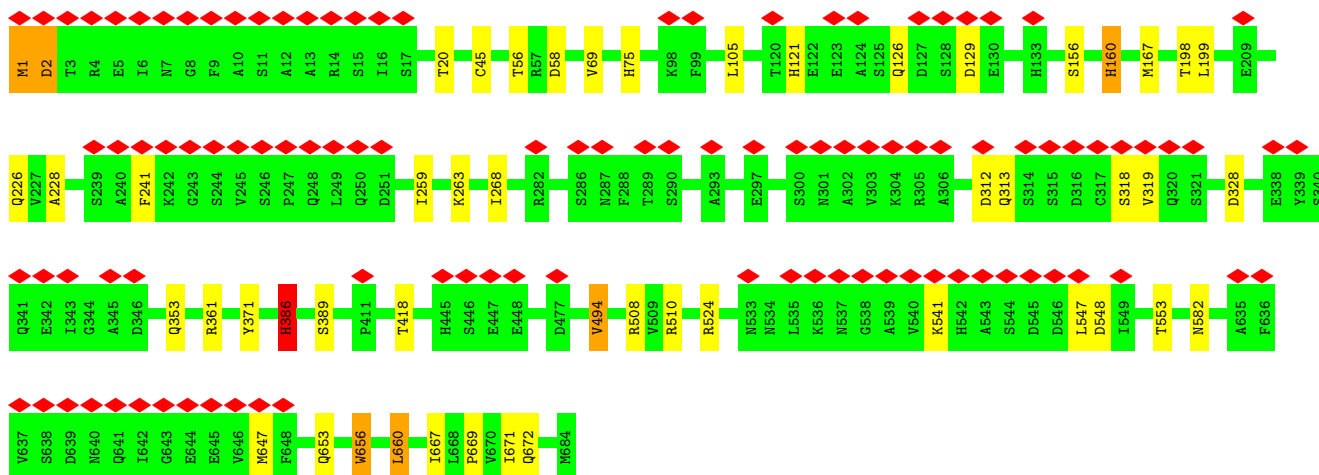 M1 D2 T3 R4 E5 I6 N7 G8 F9 A10 S11 A12 A13 R14 S15 I16 S17 T20 C45 T56 R57 D58 V69 H75 K98 F99 L105 T120 H121 E122 E123 A124 S125 Q126 D127 S128 D129 E130 H133 S156 H160 M167 T198 L199 E209
Q226 V227 A228 S239 A240 F241 K242 G243 S244 V245 S246 P247 Q248 L249 Q250 D251 I259 K263 I268 R282 S286 N287 F288 T289 S290 A293 E297 S300 N301 A302 V303 K304 R305 A306 D312 Q313 S314 S315 D316 C317 S318 V319 Q320 S321 D328 E338 Y339 S340
Q341 E342 I343 G344 A345 D346 Q353 R361 Y371 H386 S389 P411 T418 H445 S446 E447 E448 D477 V494 R508 V509 R510 R524 N533 N534 L535 K536 N537 G538 A539 V540 K541 H542 A543 S544 D545 D546 L547 D548 I549 T553 N582 A635 F636
V637 S638 D639 N640 Q641 I642 G643 E644 E645 V646 M647 F648 Q653 W656 L660 I667 L668 P669 V670 I671 Q672 M684